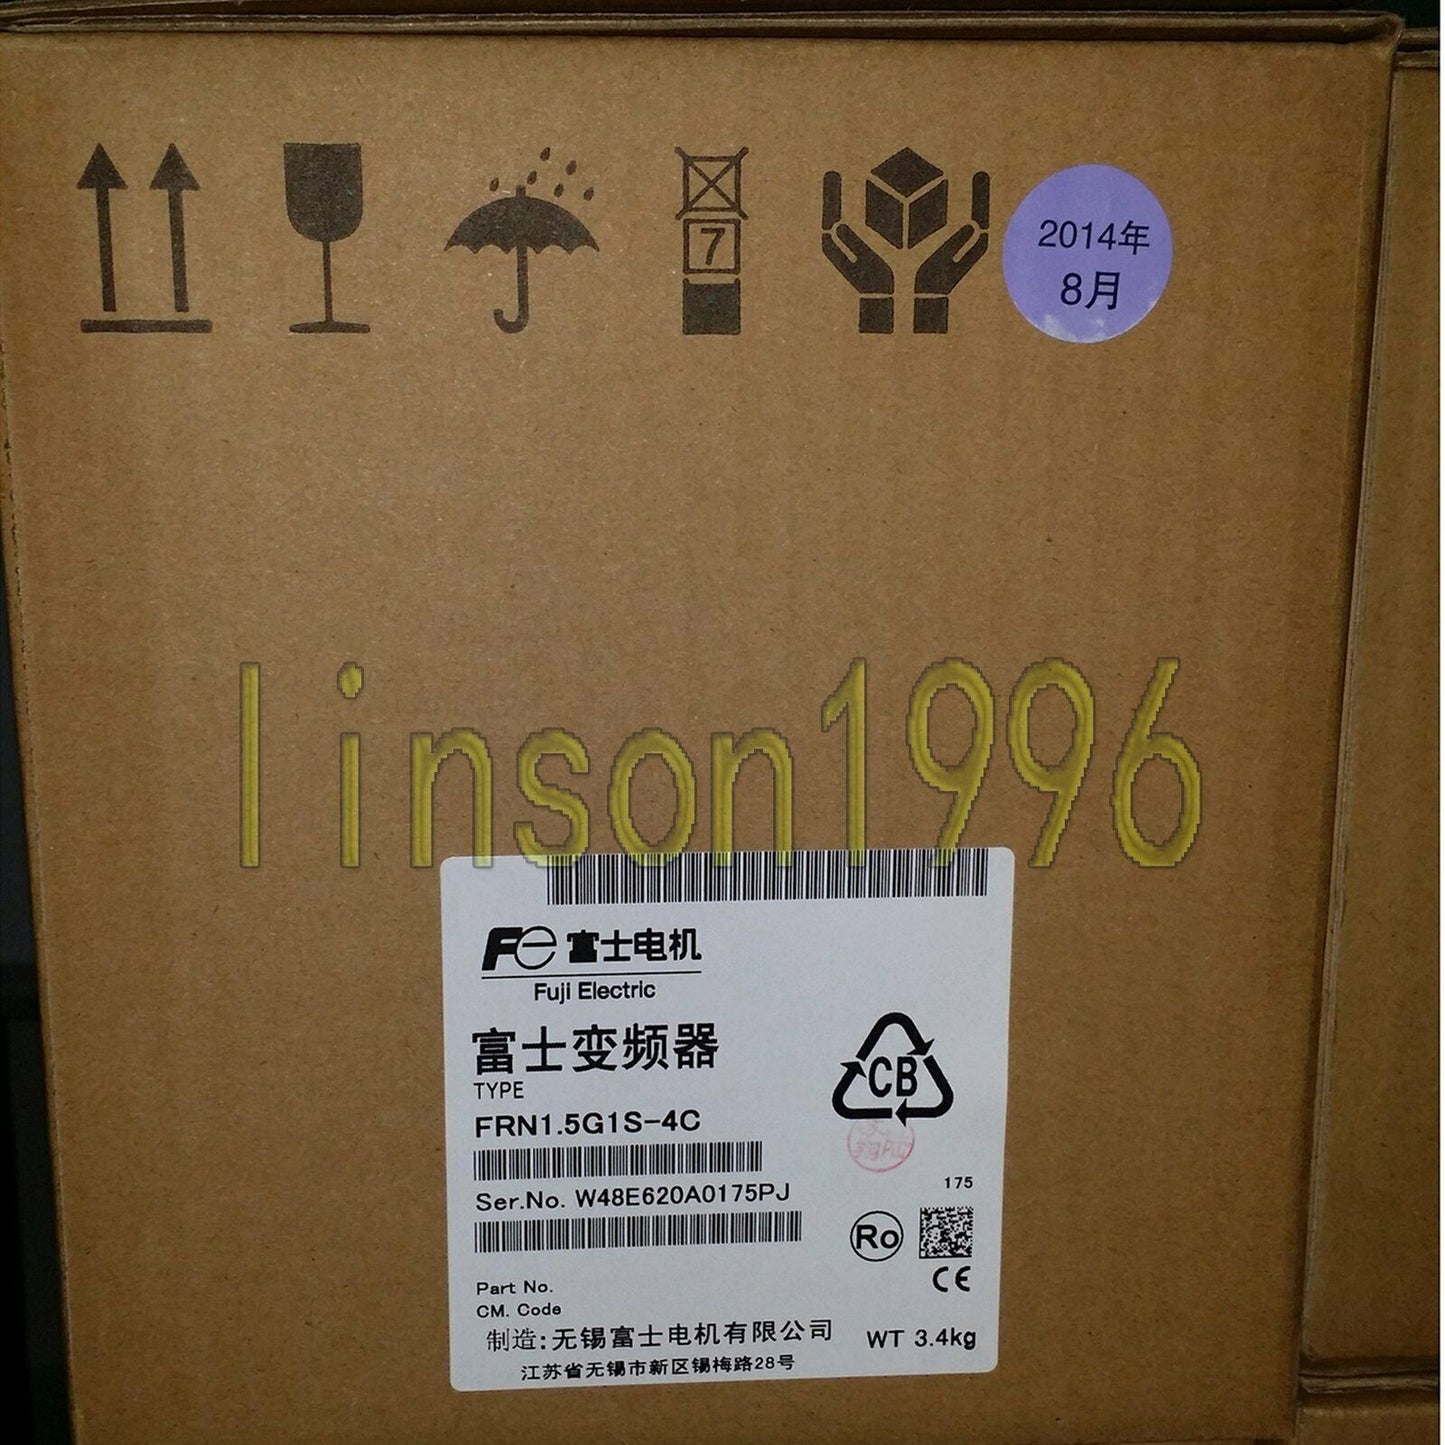 2014年
8月
7
linson1996
Fe 富士电机
Fuji Electric
富士变频器
TYPE
FRN1.5G1S-4C
CB
Ser.No. W48E620A0175PJ
175
Ro
CE
Part No.
CM. Code
制造:无锡富士电机有限公司
WT 3.4kg
江苏省无锡市新区锡梅路28号